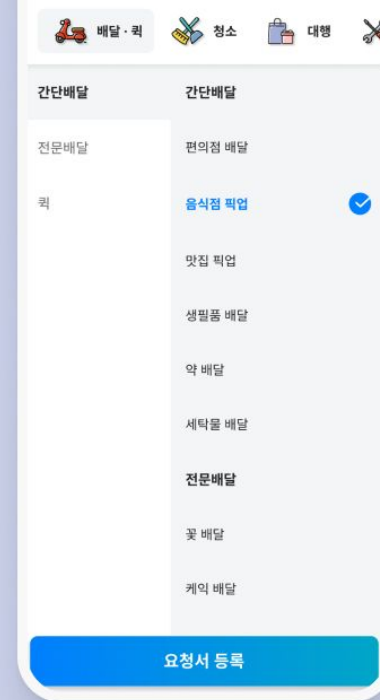 배달 · 퀵 청소 대행
간단배달
전문배달
퀵
간단배달
편의점 배달
음식점 픽업
맛집 픽업
생필품 배달
약 배달
세탁물 배달
전문배달
꽃 배달
케익 배달
요청서 등록